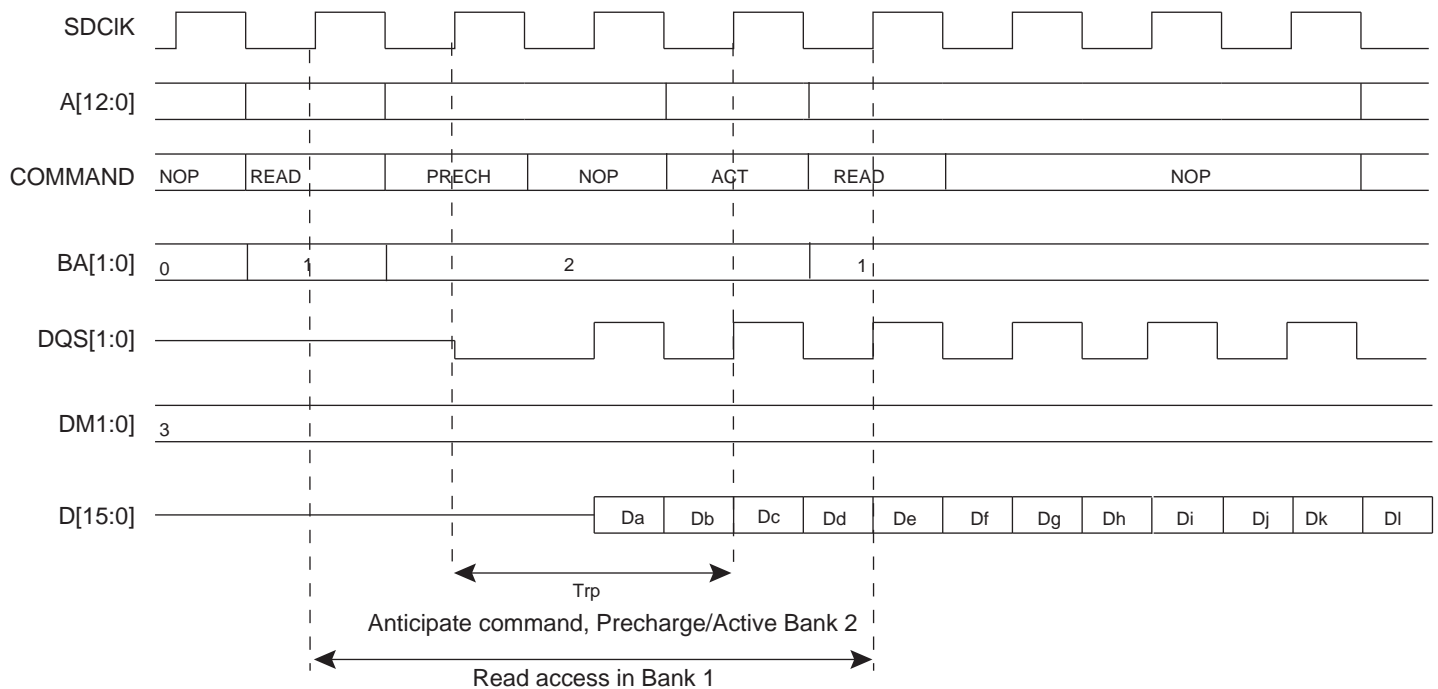 SDClK
A[12:0]
COMMAND NOP READ PRECH NOP ACT READ NOP
BA[1:0] 0 1 2 1
DQS[1:0]
DM1:0] 3
D[15:0] Da Db Dc Dd De Df Dg Dh Di Dj Dk Dl
Trp
Anticipate command, Precharge/Active Bank 2
Read access in Bank 1